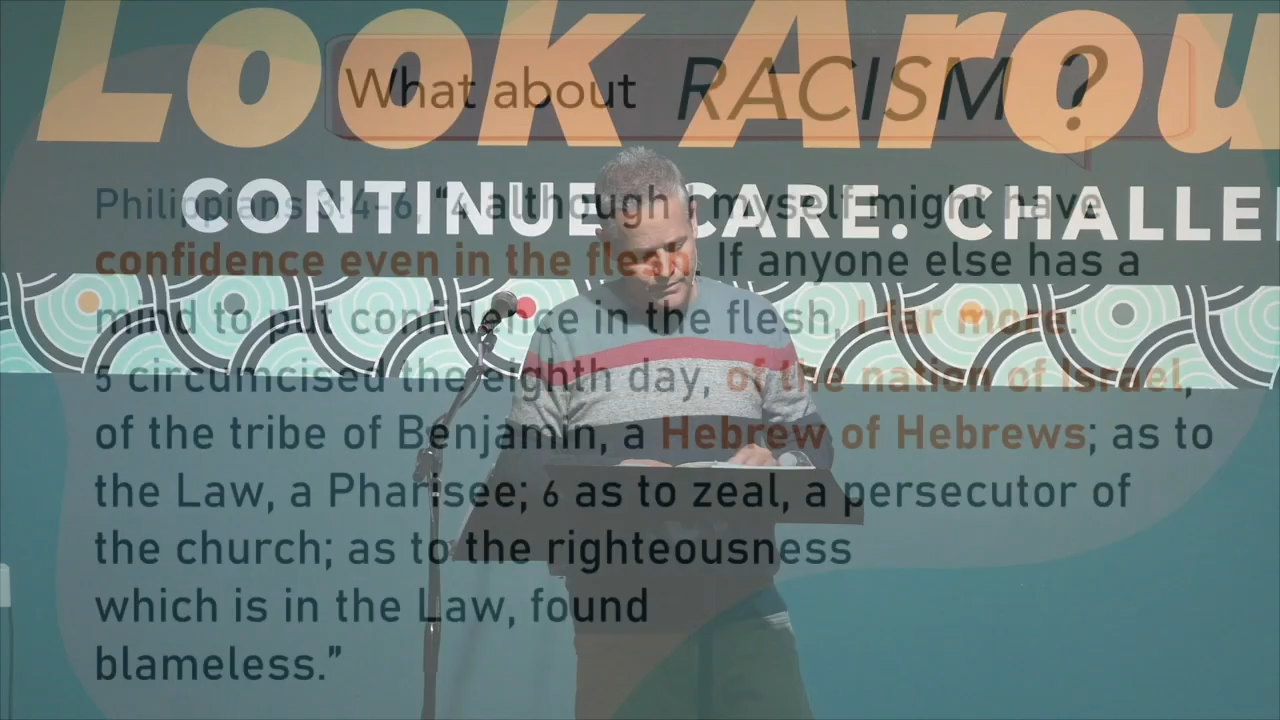 Look Arou
What about RACISM ?
CONTINUE. CARE. CHALLE
Philippians 3:4-6, "4 although I myself might have
confidence even in the flesh. If anyone else has a
mind to put confidence in the flesh, I far more:
5 circumcised the eighth day, of the nation of Israel,
of the tribe of Benjamin, a Hebrew of Hebrews; as to
the Law, a Pharisee; 6 as to zeal, a persecutor of
the church; as to the righteousness
which is in the Law, found
blameless.”